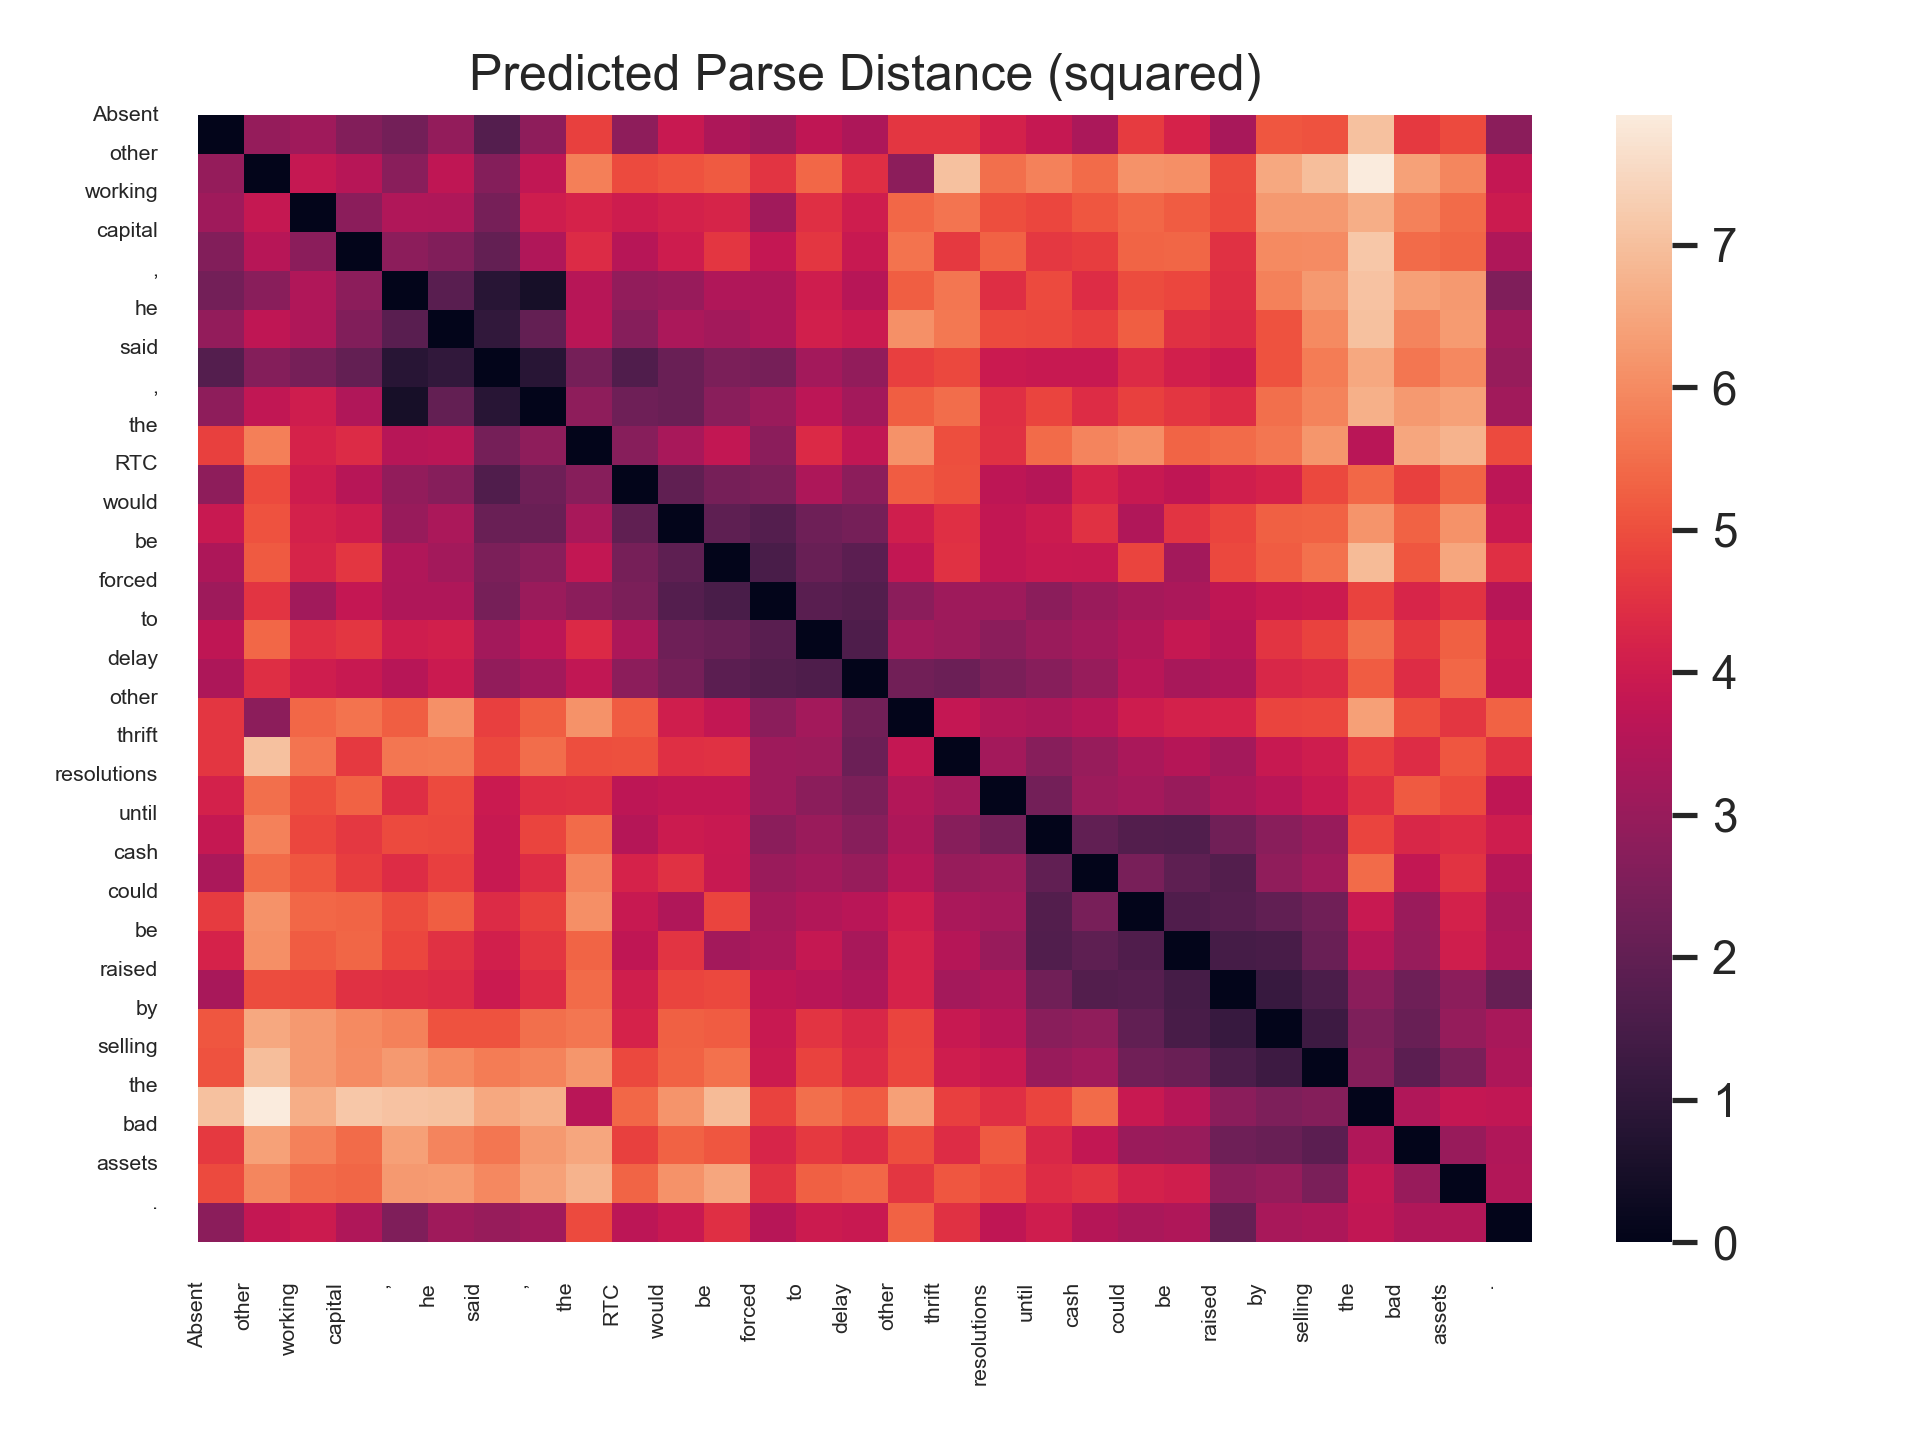 Predicted Parse Distance (squared)
Absent
other
working
capital
,
he
said
,
the
RTC
would
be
forced
to
delay
other
thrift
resolutions
until
cash
could
be
raised
by
selling
the
bad
assets
.
7
6
5
4
3
2
1
0
Absent
other
working
capital
,
he
said
,
the
RTC
would
be
forced
to
delay
other
thrift
resolutions
until
cash
could
be
raised
by
selling
the
bad
assets
.